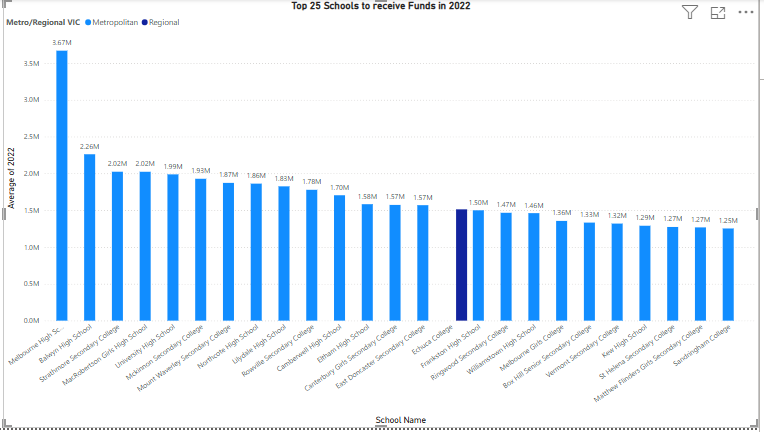 Top 25 Schools to receive Funds in 2022
Metro/Regional VIC Metropolitan Regional
3.67M
2.26M
2.02M
2.02M
1.99M
1.93M
1.87M
1.86M
1.83M
1.78M
1.70M
1.58M
1.57M
1.57M
1.50M
1.47M
1.46M
1.36M
1.33M
1.32M
1.29M
1.27M
1.27M
1.25M
3.5M
3.0M
2.5M
2.0M
1.5M
1.0M
0.5M
0.0M
Average of 2022
Melbourne High Sc...
Balwyn High School
Strathmore Secondary College
MacRobertson Girls High School
University High School
Mckinnon Secondary College
Mount Waverley Secondary College
Northcote High School
Lilydale High School
Rowville Secondary College
Camberwell High School
Eltham High School
Canterbury Girls Secondary College
East Doncaster Secondary College
Echuca College
Frankston High School
Ringwood Secondary College
Williamstown High School
Melbourne Girls College
Box Hill Senior Secondary College
Vermont Secondary College
Kew High School
St Helena Secondary College
Matthew Flinders Girls Secondary College
Sandringham College
School Name